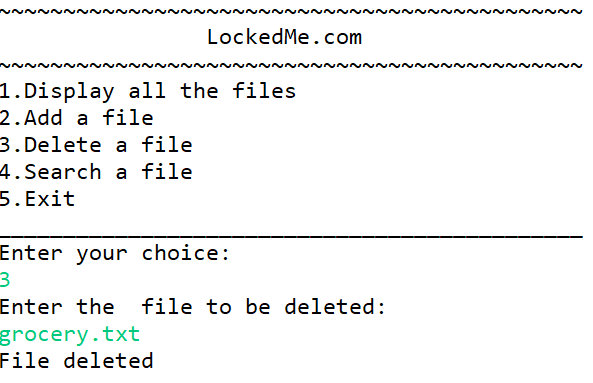 ~~~~~~~~~~~~~~~~~~~~~~~~~~~~~~~~~~~~~~~~~~~~~
LockedMe.com
~~~~~~~~~~~~~~~~~~~~~~~~~~~~~~~~~~~~~~~~~~~~~
1.Display all the files
2.Add a file
3.Delete a file
4.Search a file
5.Exit
_____________________________________________
Enter your choice:
3
Enter the  file to be deleted:
grocery.txt
File deleted